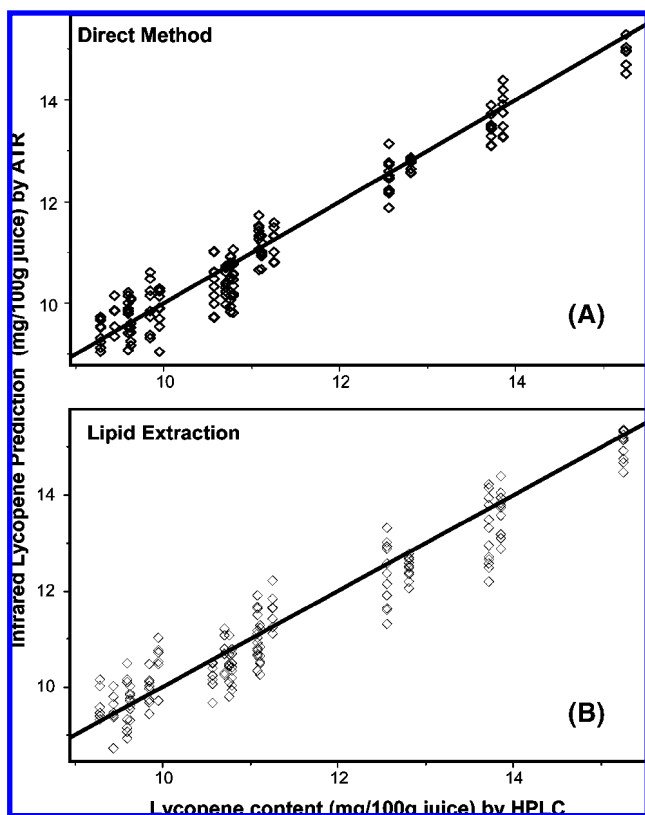 Direct Method
Infrared Lycopene Prediction (mg/100g juice) by ATR
14
12
10
(A)
10
12
14
Lipid Extraction
14
12
10
(B)
10
12
14
Lycopene content (mg/100g juice) by HPLC